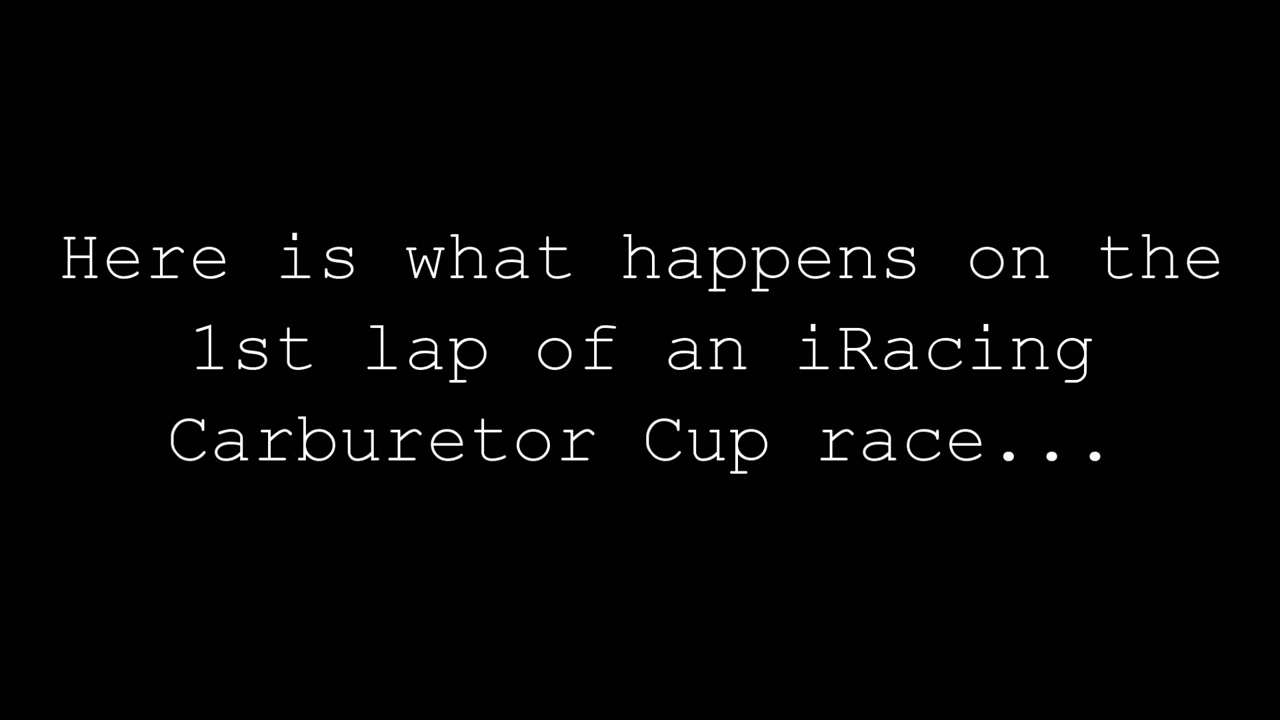 Here is what happens on the
1st lap of an iRacing
Carburetor Cup race...